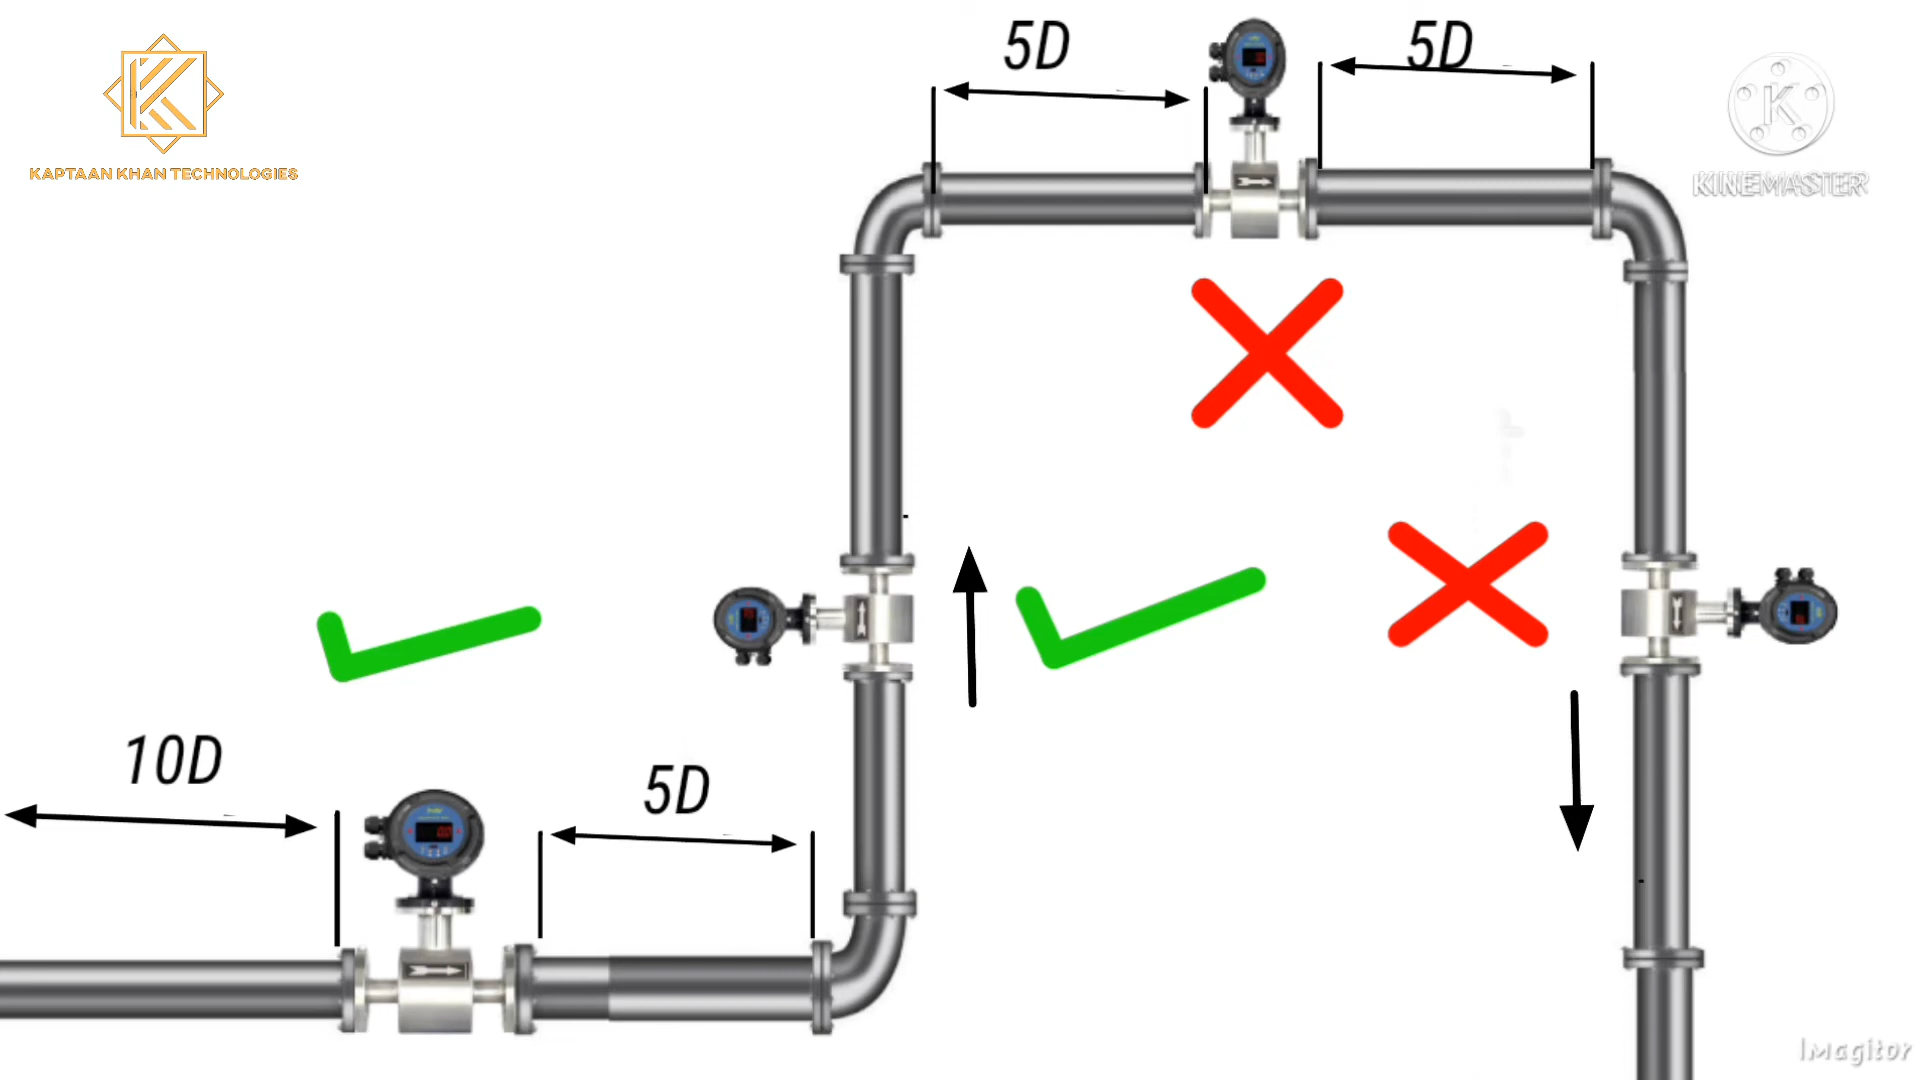 5D
5D
KAPTAAN KHAN TECHNOLOGIES
KINEMASTER
10D
5D
iMagitor